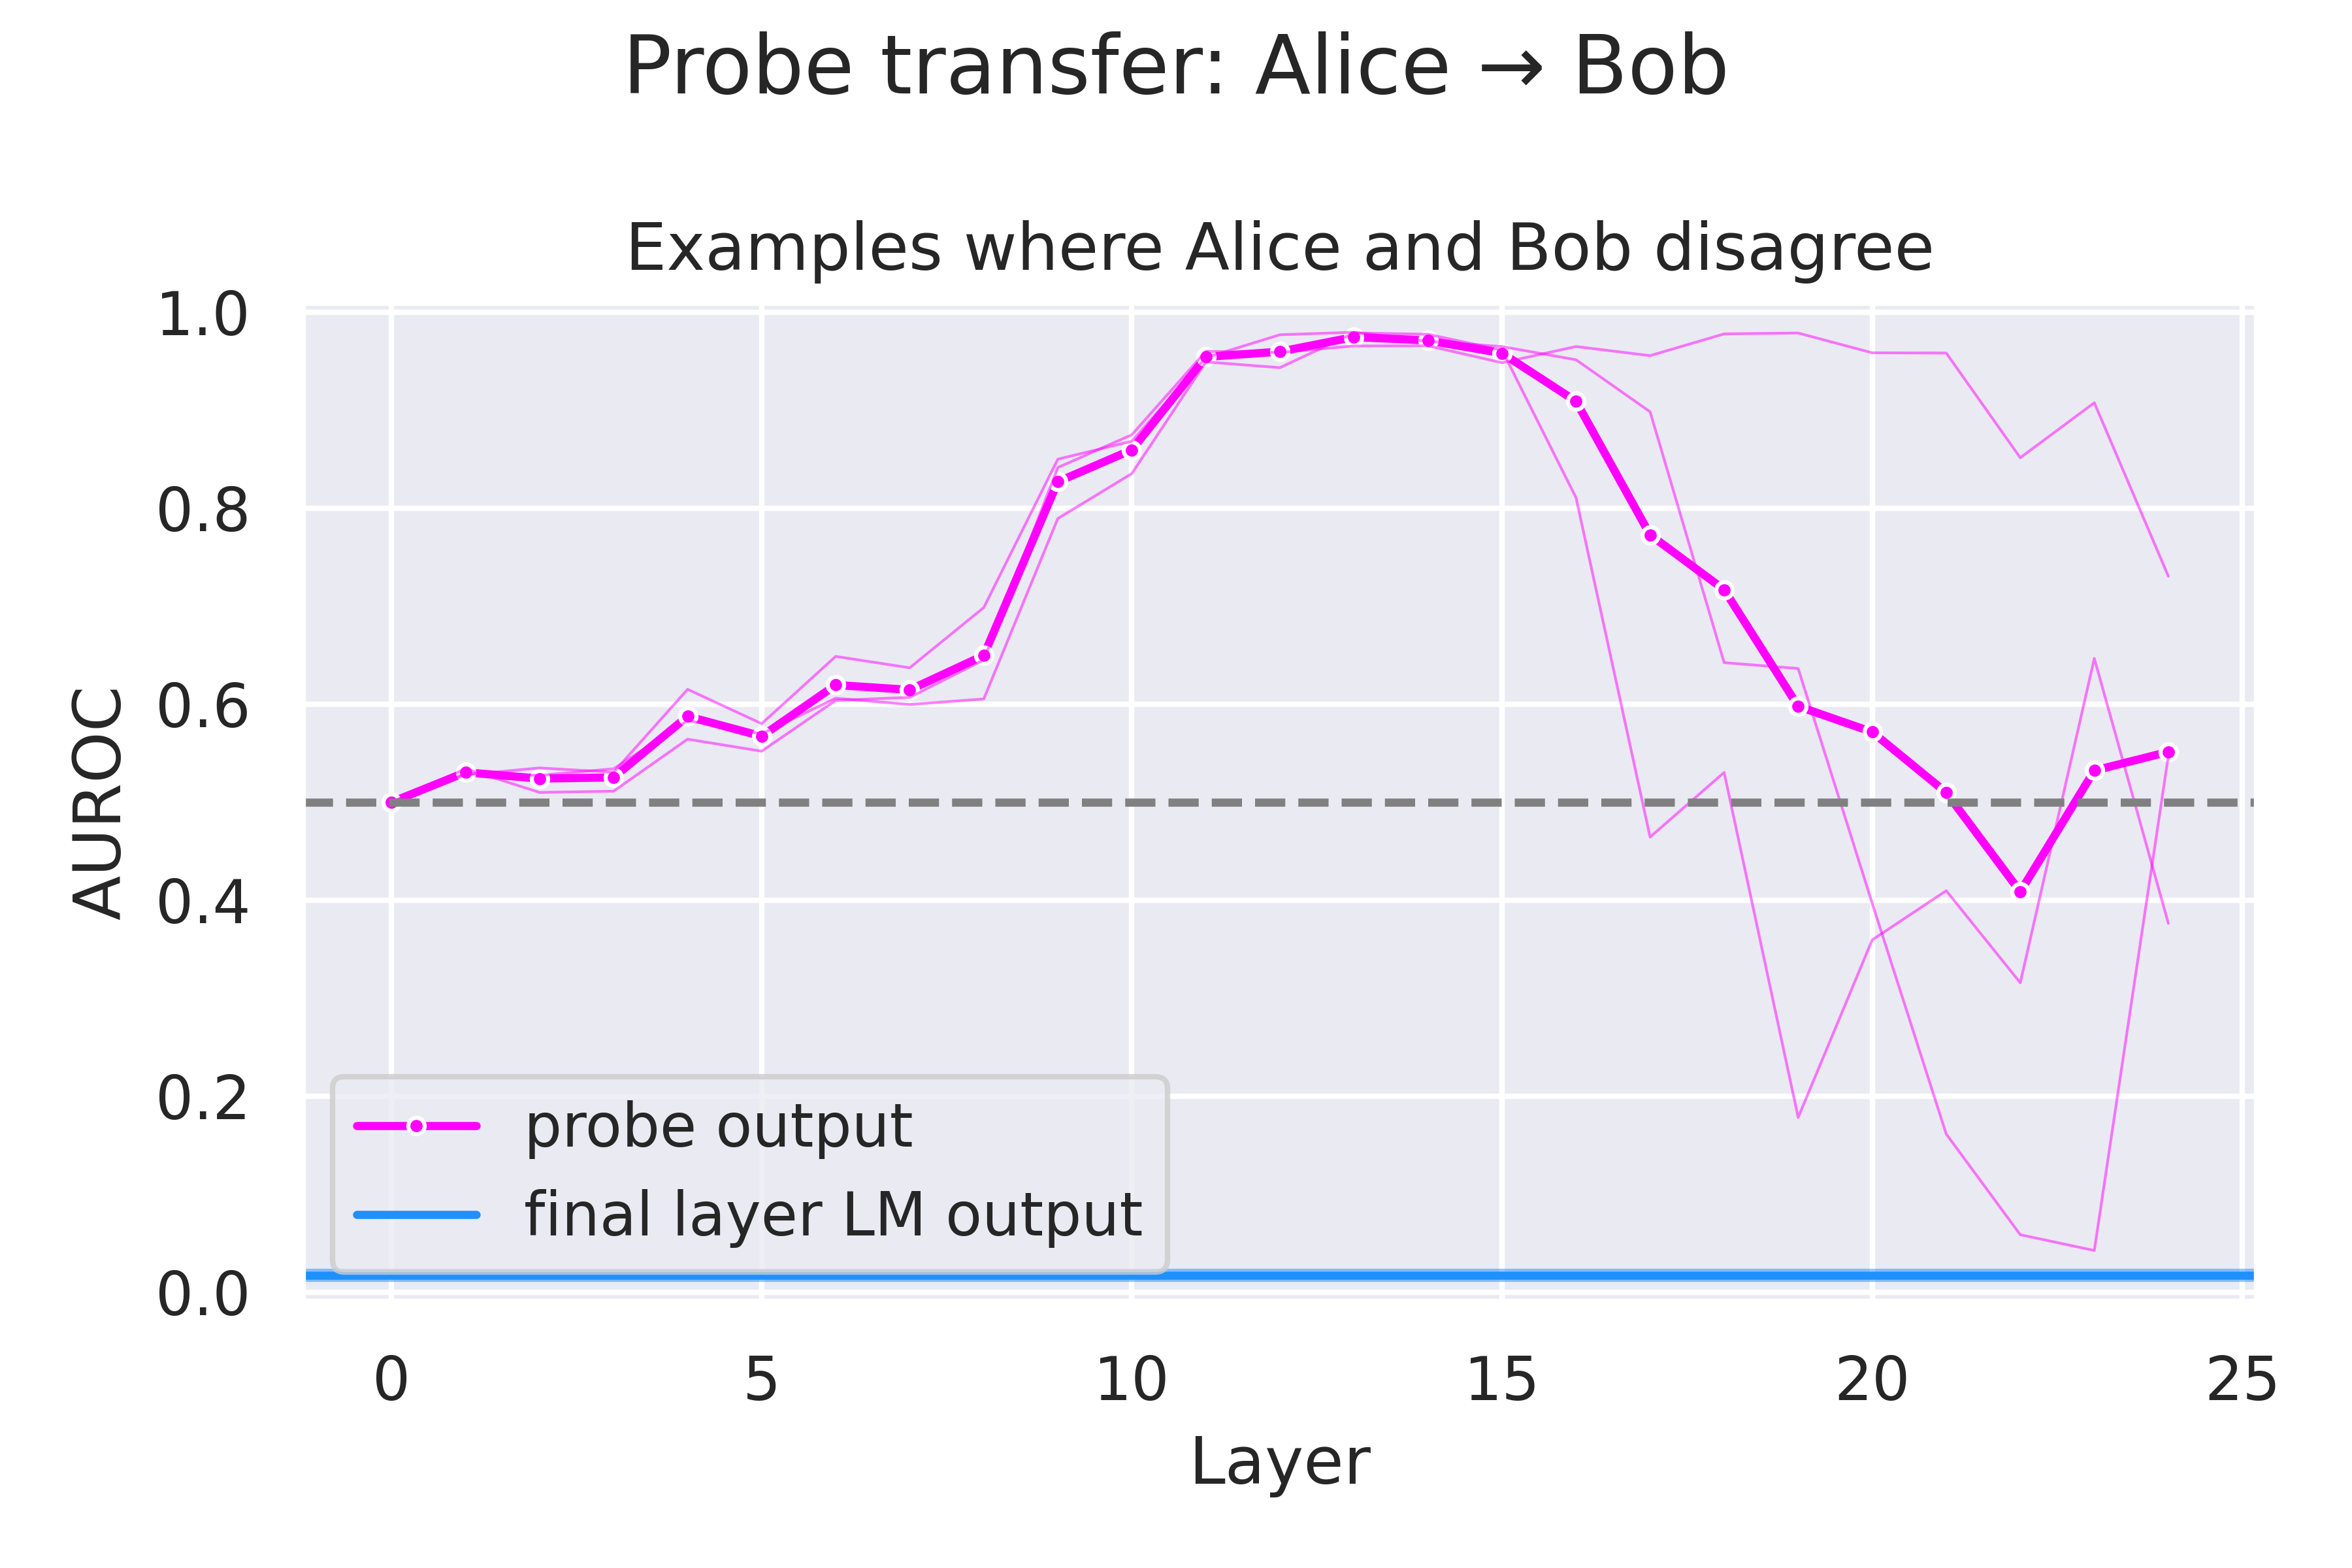 Probe transfer: Alice → Bob
Examples where Alice and Bob disagree
1.0
0.8
0.6
0.4
0.2
0.0
AUROC
probe output
final layer LM output
0 5 10 15 20 25
Layer